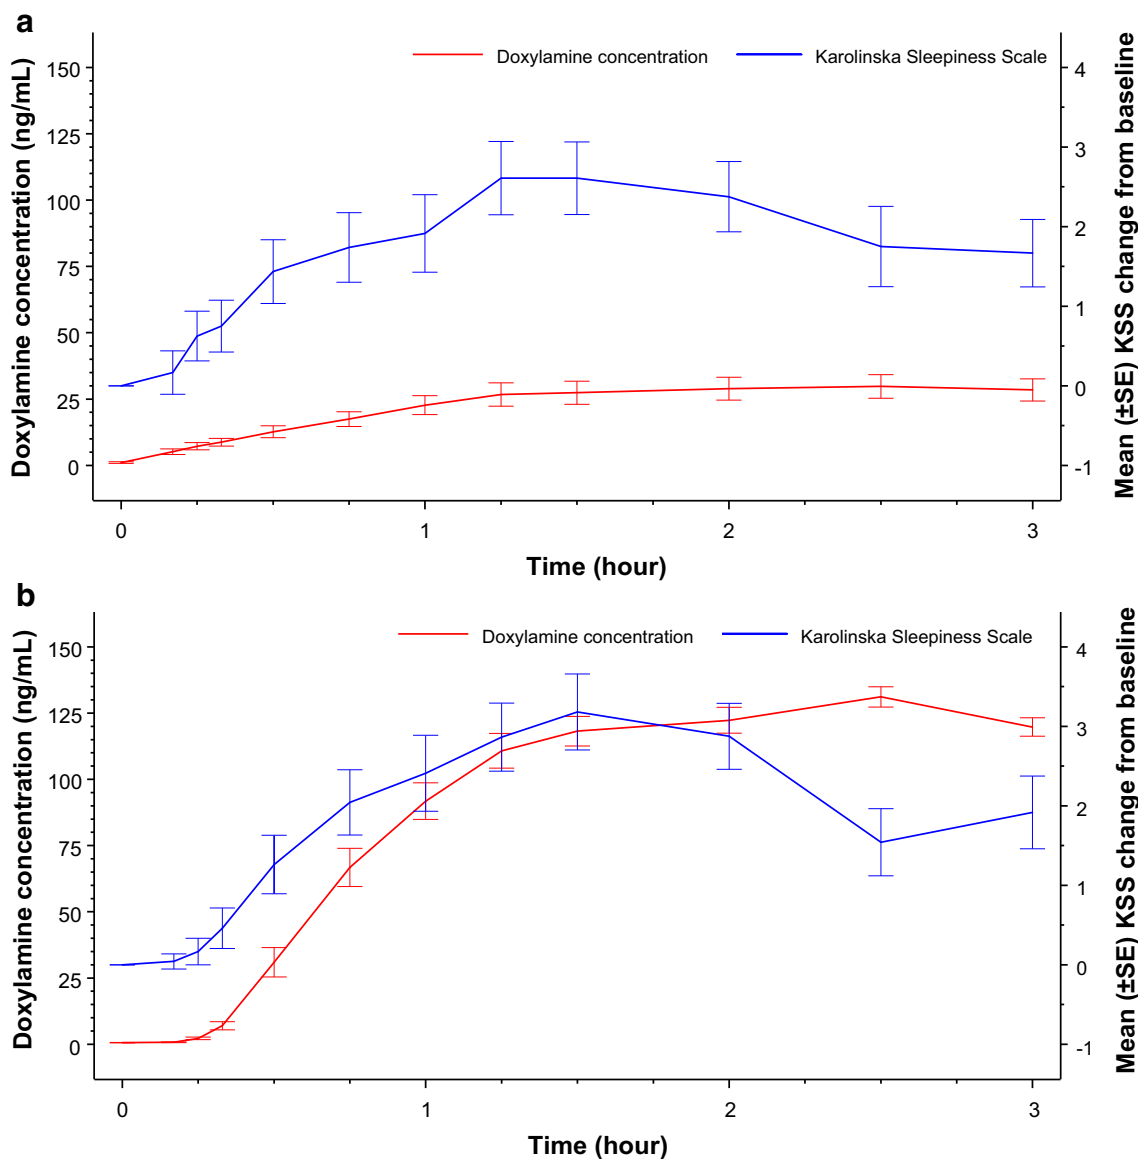 a
Doxylamine concentration
Karolinska Sleepiness Scale
Doxylamine concentration (ng/mL)
150
125
100
75
50
25
0
Mean (±SE) KSS change from baseline
4
3
2
1
0
-1
0 1 2 3
Time (hour)
b
Doxylamine concentration
Karolinska Sleepiness Scale
Doxylamine concentration (ng/mL)
150
125
100
75
50
25
0
Mean (±SE) KSS change from baseline
4
3
2
1
0
-1
0 1 2 3
Time (hour)